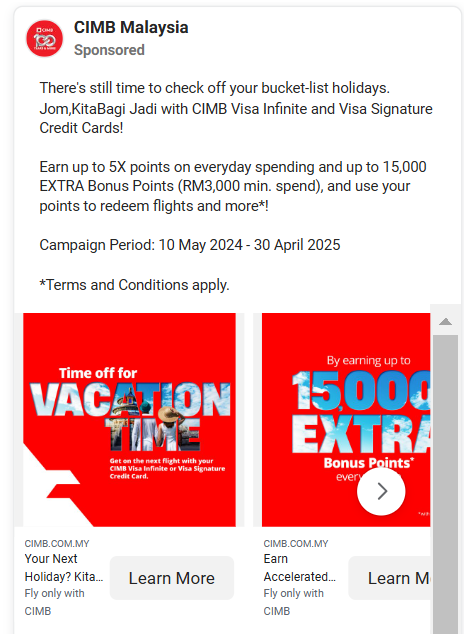 CIMB
100
CIMB Malaysia
Sponsored
There's still time to check off your bucket-list holidays.
Jom,KitaBagi Jadi with CIMB Visa Infinite and Visa Signature
Credit Cards!
Earn up to 5X points on everyday spending and up to 15,000
EXTRA Bonus Points (RM3,000 min. spend), and use your
points to redeem flights and more*!
Campaign Period: 10 May 2024 - 30 April 2025
*Terms and Conditions apply.
Time off for
VACATION
TIME
Get on the next flight with your
CIMB Visa Infinite or Visa Signature
Credit Card.
By earning up to
15,000
EXTRA
Bonus Points*
CIMB.COM.MY
Your Next
Holiday? Kita...
Fly only with
CIMB
Learn More
CIMB.COM.MY
Earn
Accelerated...
Fly only with
CIMB
Learn M